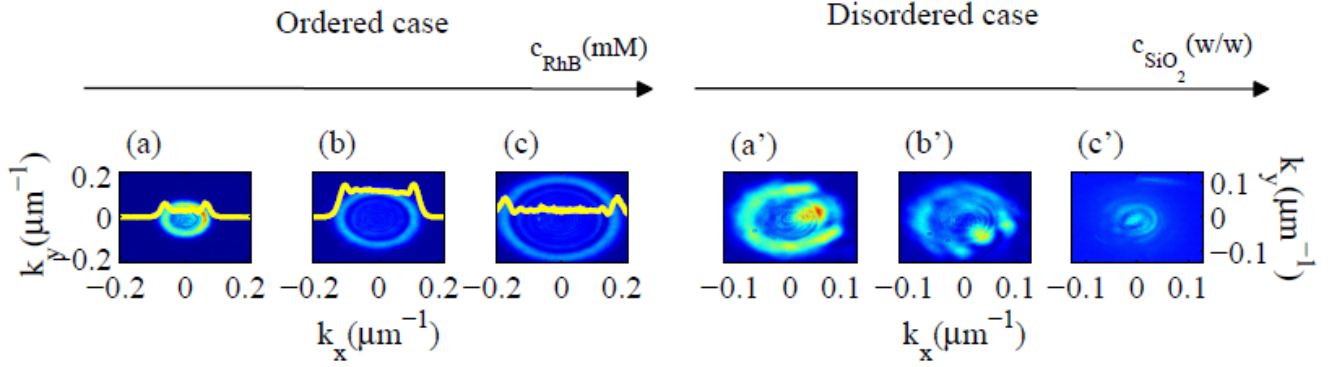 Ordered case
Disordered case
c_RhB(mM)
c_SiO_2(w/w)
(a)
(b)
(c)
(a’)
(b’)
(c’)
k_y(μm⁻¹)
0.2
0
−0.2
0.1
0
−0.1
k_y(μm⁻¹)
−0.2 0 0.2
−0.2 0 0.2
−0.2 0 0.2
−0.1 0 0.1
−0.1 0 0.1
−0.1 0 0.1
k_x(μm⁻¹)
k_x(μm⁻¹)